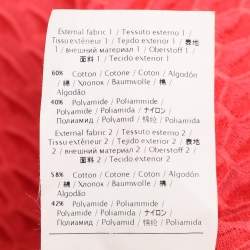 External fabric 1 / Tessuto esterno 1 /
Tissu extérieur 1 / Tejido exterior 1 / 表地
1 / внешний материал 1 / Oberstoff 1 /
面料 1 / Tecido exterior 1
60% Cotton / Cotone / Coton / Algodón
/ 綿 / Хлопок / Baumwolle / 棉 /
Algodão
40% Polyamide / Poliammide /
Polyamide / Poliamida / ナイロン /
Полиамид / Polyamid / 锦纶 / Poliamida
External fabric 2 / Tessuto esterno 2 /
Tissu extérieur 2 / Tejido exterior 2 / 表地
2 / внешний материал 2 / Oberstoff 2 /
面料 2 / Tecido exterior 2
58% Cotton / Cotone / Coton / Algodón
/ 綿 / Хлопок / Baumwolle / 棉 /
Algodão
42% Polyamide / Poliammide /
Polyamide / Poliamida / ナイロン /
Полиамид / Polyamid / 锦纶 / Poliamida